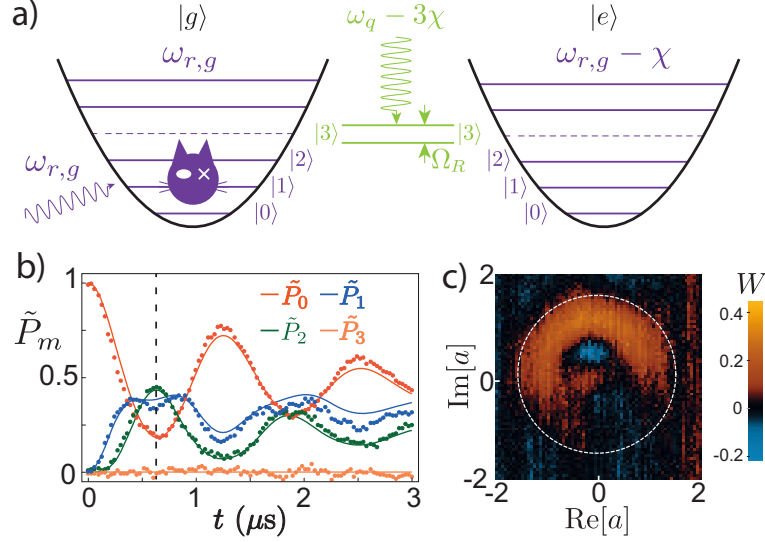 a)
|g⟩
ω_q − 3χ
|e⟩
ω_{r,g}
ω_{r,g} − χ
|3⟩ |3⟩
Ω_R
ω_{r,g}
|2⟩
|1⟩
|0⟩
|2⟩
|1⟩
|0⟩
b)
1
P̃_m
0.5
0
P̃_0 P̃_1
P̃_2 P̃_3
0 1 2 3
t (μs)
c)
2
Im[a]
0
-2
-2 0 2
Re[a]
W
0.4
0.2
0
-0.2